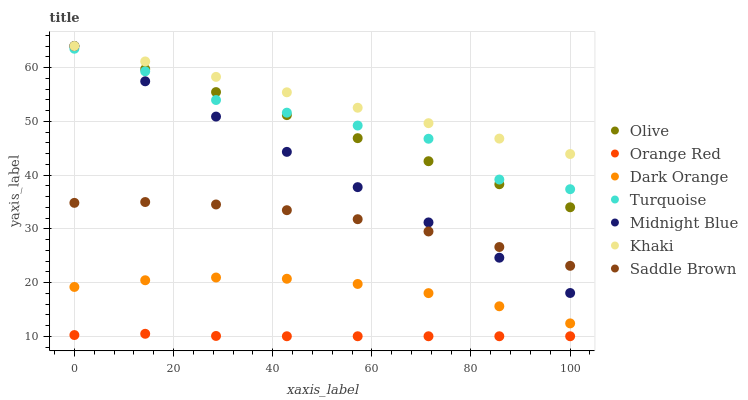 title
yaxis_label
60
50
40
30
20
10
0
20
40
60
80
100
xaxis_label
Olive
Orange Red
Dark Orange
Turquoise
Midnight Blue
Khaki
Saddle Brown